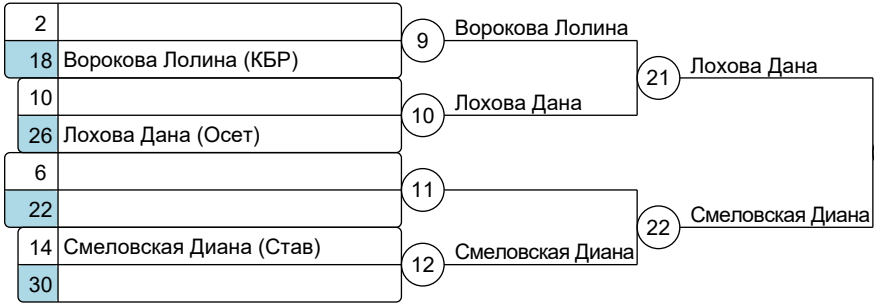 2
18 Ворокова Лолина (КБР)
9 Ворокова Лолина
10
26 Лохова Дана (Осет)
10 Лохова Дана
21 Лохова Дана
6
22
11
14 Смеловская Диана (Став)
30
12 Смеловская Диана
22 Смеловская Диана